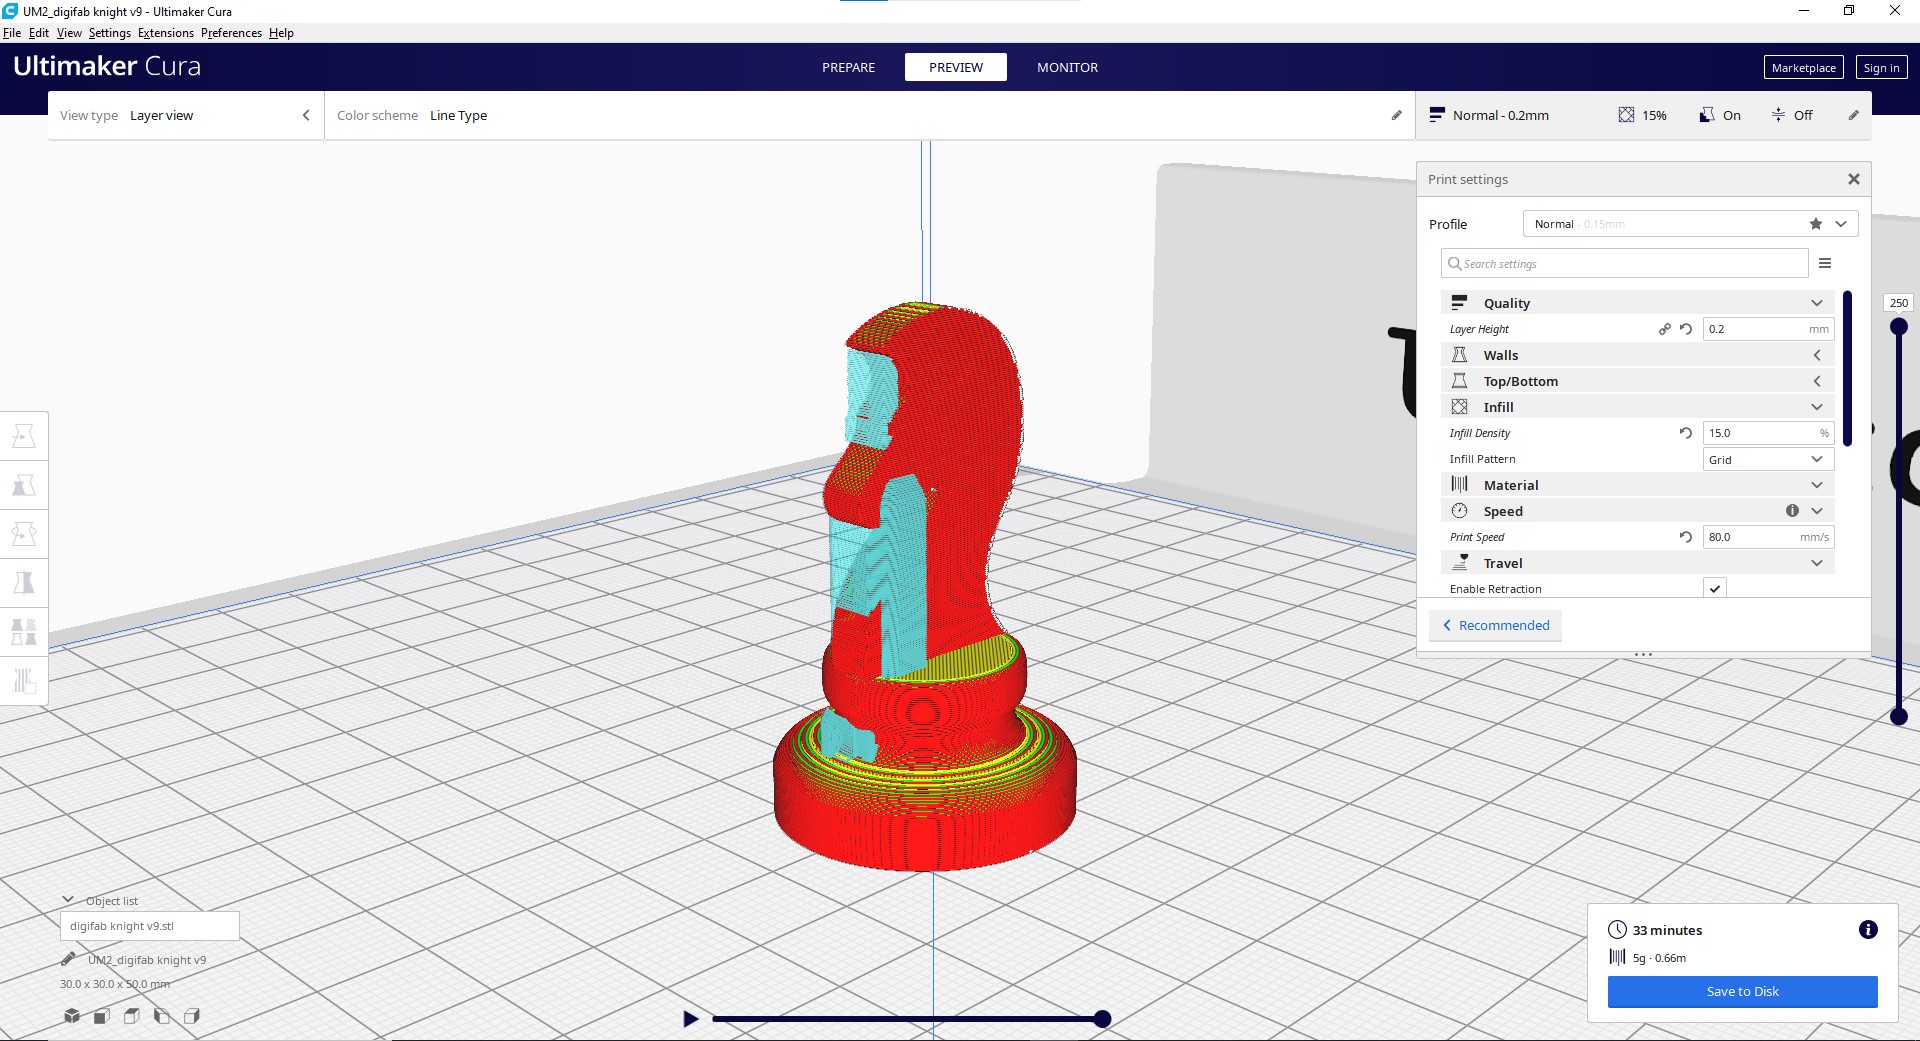 UM2_digifab knight v9 - Ultimaker Cura
File Edit View Settings Extensions Preferences Help
Ultimaker Cura
PREPARE PREVIEW MONITOR
Marketplace Sign in
View type Layer view
Color scheme Line Type
Normal - 0.2mm 15% On Off
Print settings
Profile Normal - 0.15mm
Search settings
Quality
Layer Height 0.2 mm
Walls
Top/Bottom
Infill
Infill Density 15.0 %
Infill Pattern Grid
Material
Speed
Print Speed 80.0 mm/s
Travel
Enable Retraction
Recommended
250
Object list
digifab knight v9.stl
UM2_digifab knight v9
30.0 x 30.0 x 50.0 mm
33 minutes
5g · 0.66m
Save to Disk